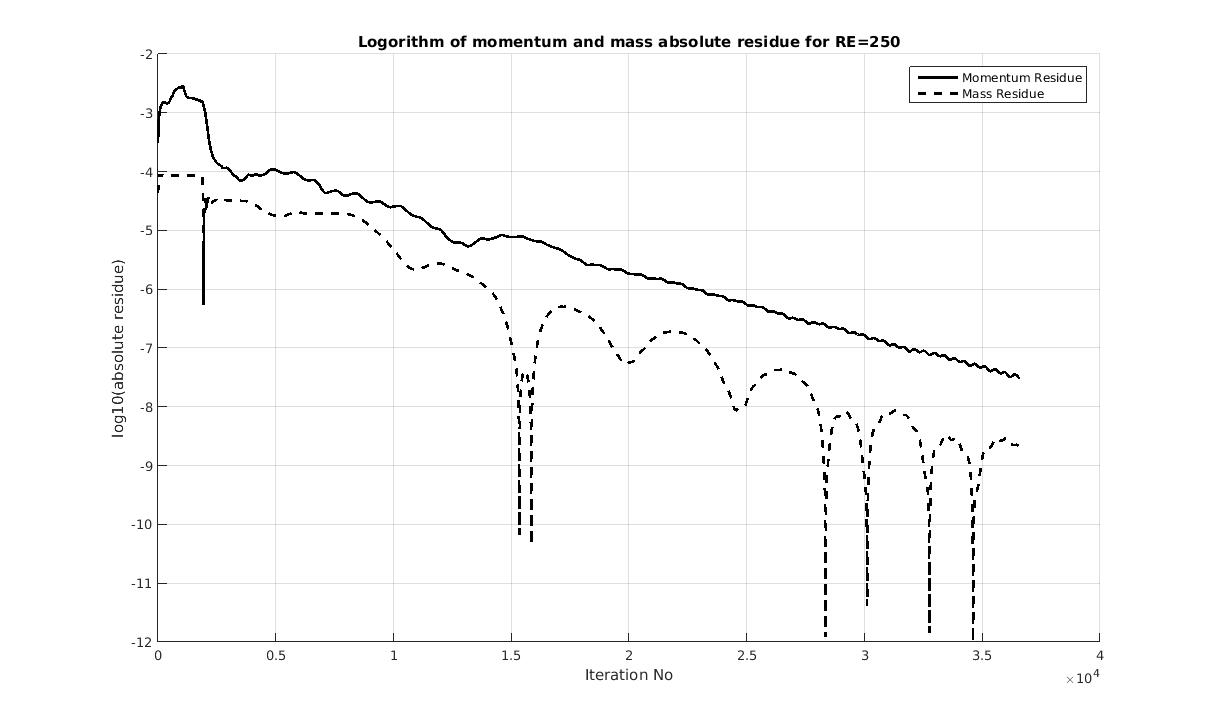 Logorithm of momentum and mass absolute residue for RE=250
Momentum Residue
Mass Residue
log10(absolute residue)
-2
-3
-4
-5
-6
-7
-8
-9
-10
-11
-12
0 0.5 1 1.5 2 2.5 3 3.5 4
Iteration No
×10⁴